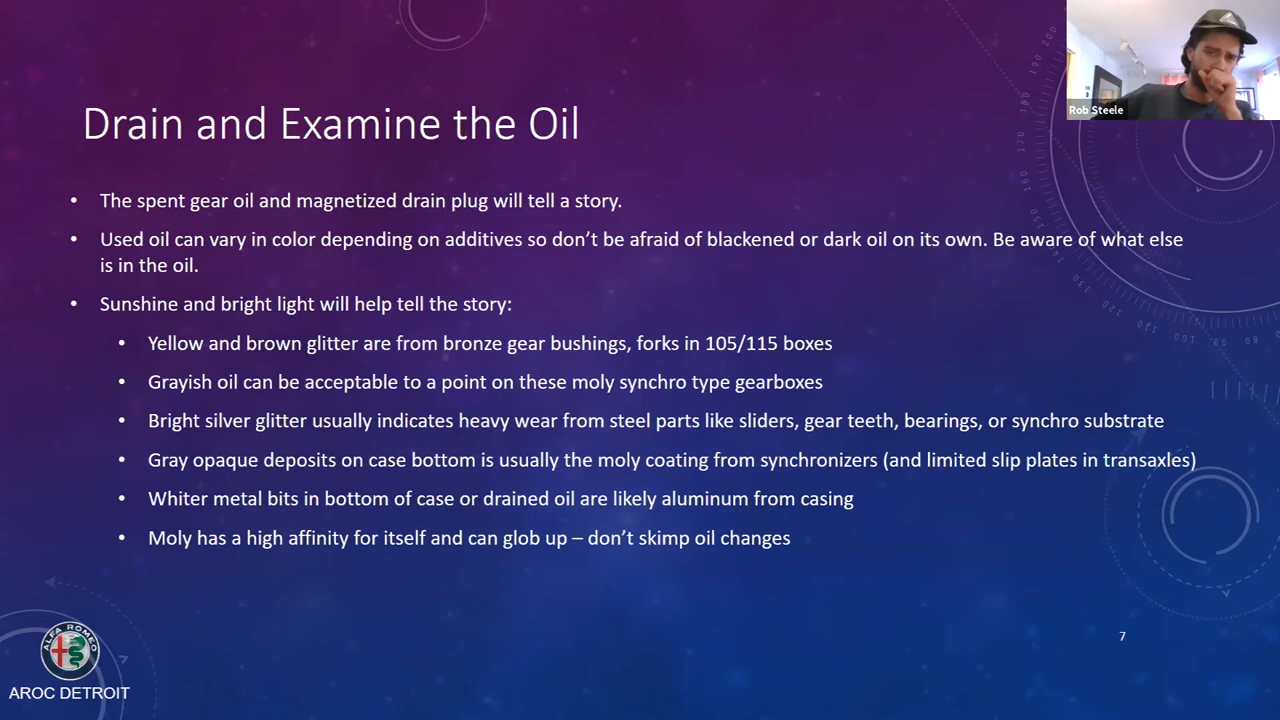 Rob Steele
Drain and Examine the Oil
• The spent gear oil and magnetized drain plug will tell a story.
• Used oil can vary in color depending on additives so don’t be afraid of blackened or dark oil on its own. Be aware of what else
is in the oil.
• Sunshine and bright light will help tell the story:
• Yellow and brown glitter are from bronze gear bushings, forks in 105/115 boxes
• Grayish oil can be acceptable to a point on these moly synchro type gearboxes
• Bright silver glitter usually indicates heavy wear from steel parts like sliders, gear teeth, bearings, or synchro substrate
• Gray opaque deposits on case bottom is usually the moly coating from synchronizers (and limited slip plates in transaxles)
• Whiter metal bits in bottom of case or drained oil are likely aluminum from casing
• Moly has a high affinity for itself and can glob up – don’t skimp oil changes
7
ALFA ROMEO
AROC DETROIT
200
190
180
170
160
150